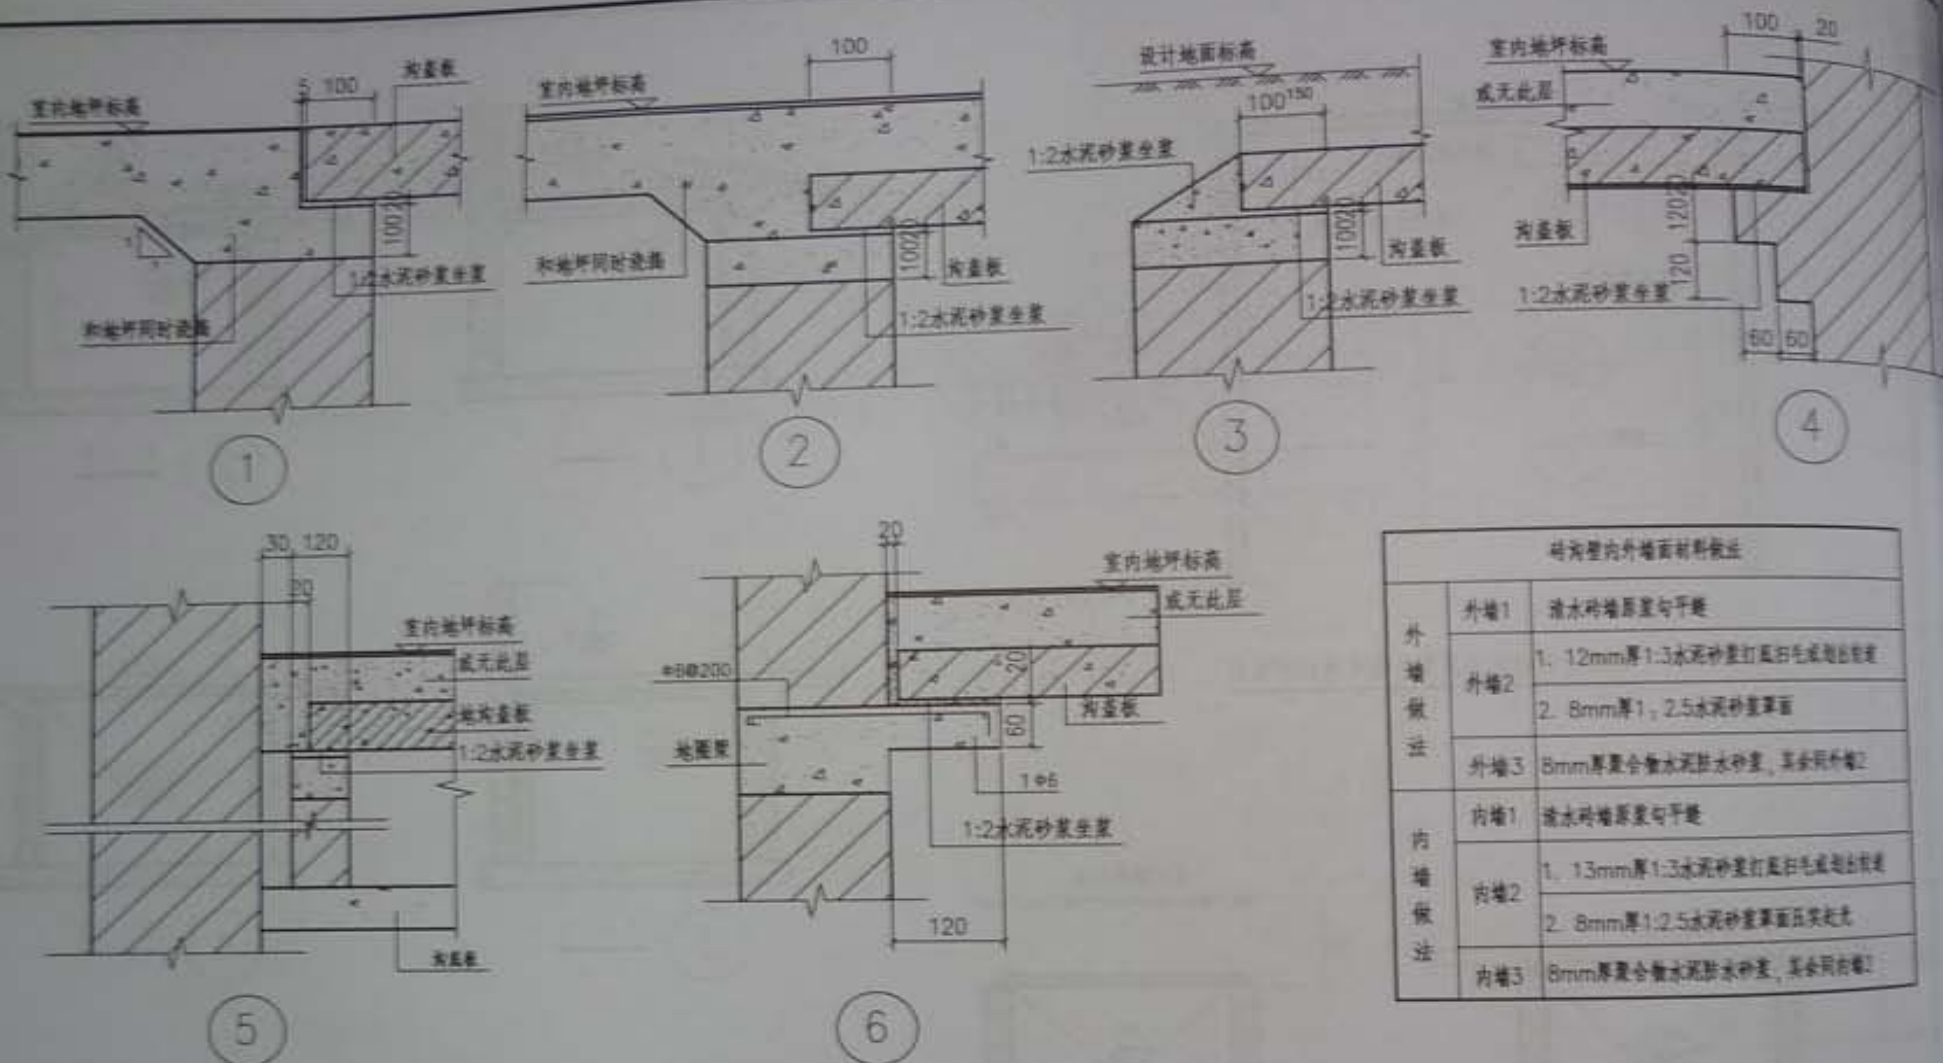 5 100
沟盖板
室内地坪标高
100 20
1:2水泥砂浆坐浆
和地坪同时浇捣
1
100
室内地坪标高
和地坪同时浇捣
100 20
沟盖板
1:2水泥砂浆坐浆
2
设计地面标高
100 150
1:2水泥砂浆坐浆
100 20
沟盖板
1:2水泥砂浆坐浆
3
100 20
室内地坪标高
或无此层
120 20
沟盖板
120
1:2水泥砂浆坐浆
60 60
4
30 120
20
室内地坪标高
或无此层
地沟盖板
1:2水泥砂浆坐浆
沟盖板
5
20
室内地坪标高
或无此层
Φ6@200
20
沟盖板
60
地圈梁
1Φ6
1:2水泥砂浆坐浆
120
6
砖沟壁内外墙面材料做法
外墙做法
外墙1 清水砖墙原浆勾平缝
外墙2
1. 12mm厚1:3水泥砂浆打底扫毛或划出纹道
2. 8mm厚1:2.5水泥砂浆罩面
外墙3 8mm厚聚合物水泥防水砂浆,其余同外墙2
内墙做法
内墙1 清水砖墙原浆勾平缝
内墙2
1. 13mm厚1:3水泥砂浆打底扫毛或划出纹道
2. 8mm厚1:2.5水泥砂浆罩面压实赶光
内墙3 8mm厚聚合物水泥防水砂浆,其余同内墙2